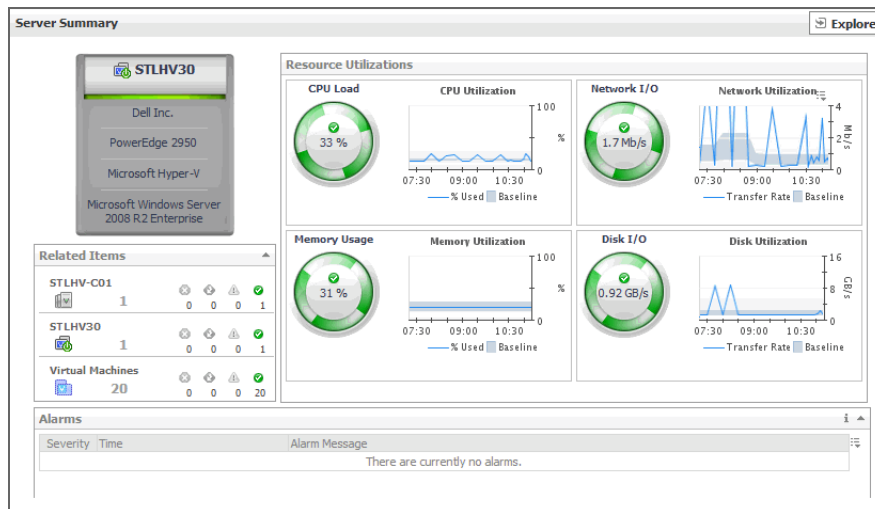 Server Summary
Explore
STLHV30
Dell Inc.
PowerEdge 2950
Microsoft Hyper-V
Microsoft Windows Server
2008 R2 Enterprise
Related Items
STLHV-C01
1
0 0 0 1
STLHV30
1
0 0 0 1
Virtual Machines
20
0 0 0 20
Resource Utilizations
CPU Load
33 %
CPU Utilization
100
%
0
07:30 09:00 10:30
% Used Baseline
Network I/O
1.7 Mb/s
Network Utilization
4
2
0
Mb/s
07:30 09:00 10:30
Transfer Rate Baseline
Memory Usage
31 %
Memory Utilization
100
%
0
07:30 09:00 10:30
% Used Baseline
Disk I/O
0.92 GB/s
Disk Utilization
16
8
0
GB/s
07:30 09:00 10:30
Transfer Rate Baseline
Alarms
Severity Time Alarm Message
There are currently no alarms.